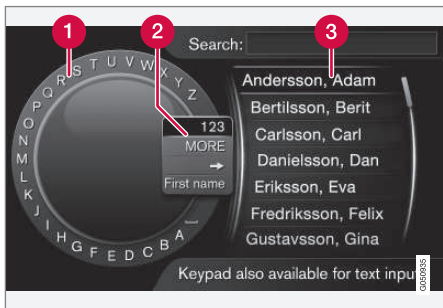 1
2
3
Search:
A B C D E F G H I J K L M N O P Q R S T U V W X Y Z
123
MORE
→
First name
Andersson, Adam
Bertilsson, Berit
Carlsson, Carl
Danielsson, Dan
Eriksson, Eva
Fredriksson, Felix
Gustavsson, Gina
Keypad also available for text input
G050935